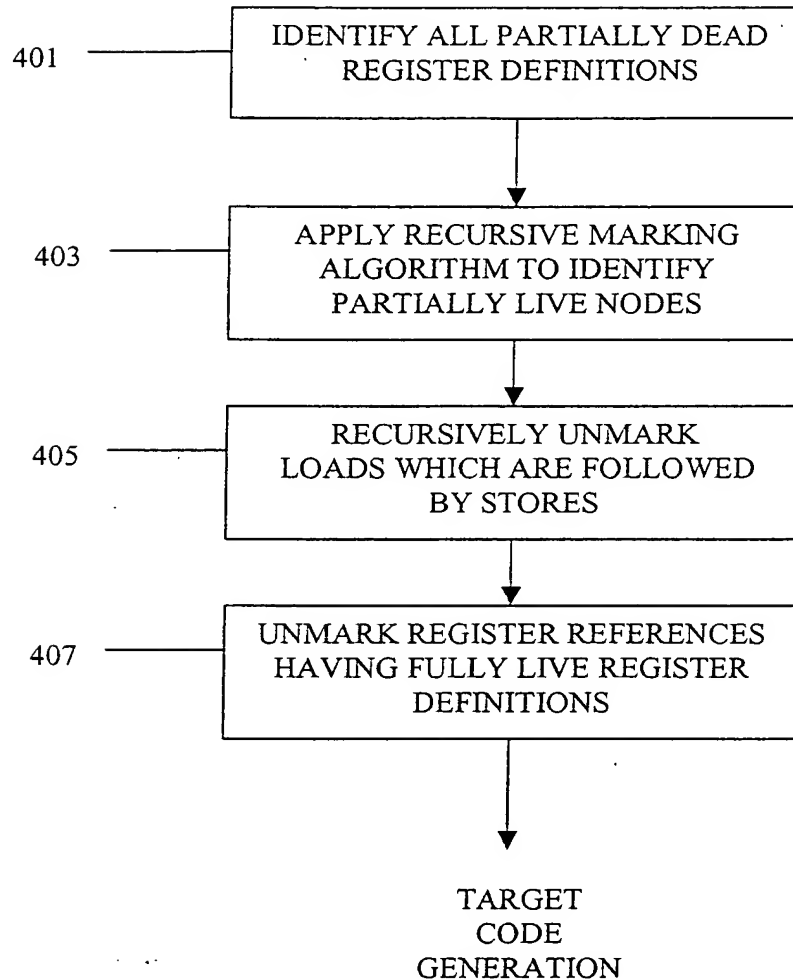 401
IDENTIFY ALL PARTIALLY DEAD
REGISTER DEFINITIONS
403
APPLY RECURSIVE MARKING
ALGORITHM TO IDENTIFY
PARTIALLY LIVE NODES
405
RECURSIVELY UNMARK
LOADS WHICH ARE FOLLOWED
BY STORES
407
UNMARK REGISTER REFERENCES
HAVING FULLY LIVE REGISTER
DEFINITIONS
TARGET
CODE
GENERATION